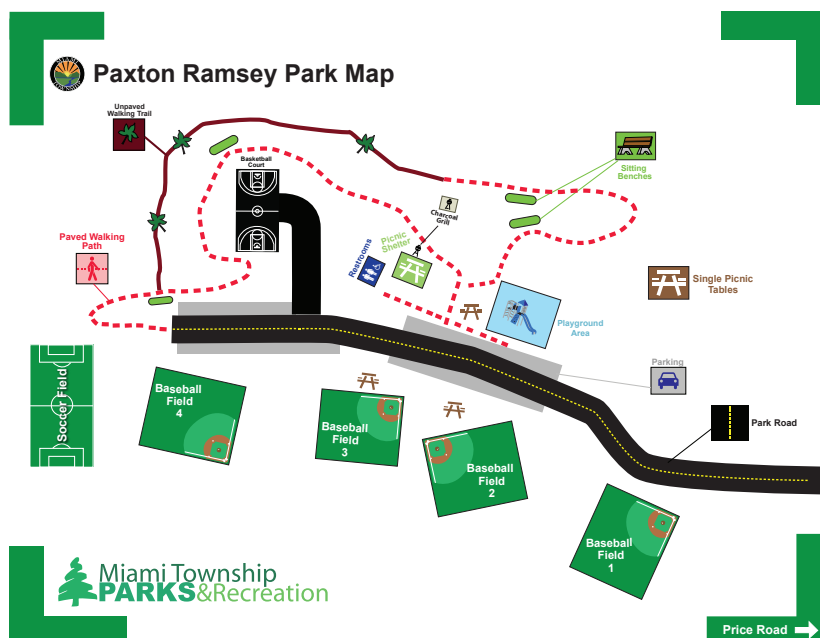 Paxton Ramsey Park Map
MIAMI
TOWNSHIP
Unpaved
Walking Trail
Basketball
Court
Sitting
Benches
Charcoal
Grill
Picnic
Shelter
Restrooms
Paved Walking
Path
Single Picnic
Tables
Playground
Area
Parking
Soccer Field
Baseball
Field
4
Baseball
Field
3
Baseball
Field
2
Park Road
Baseball
Field
1
Miami Township
PARKS&Recreation
Price Road